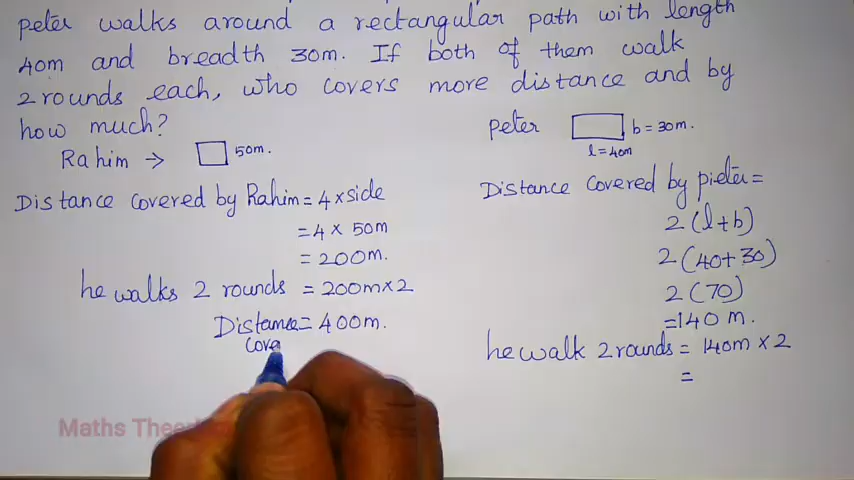 peter walks around a rectangular path with length
40m and breadth 30m. If both of them walk
2 rounds each, who covers more distance and by
how much?
Rahim → 50m.
Distance covered by Rahim = 4 x side
= 4 x 50m
= 200m.
he walks 2 rounds = 200m x 2
Distance = 400m.
cove
peter b = 30m.
l = 40m
Distance covered by pieter =
2 (l + b)
2 (40 + 30)
2 (70)
= 140 m.
he walk 2 rounds = 140m x 2
=